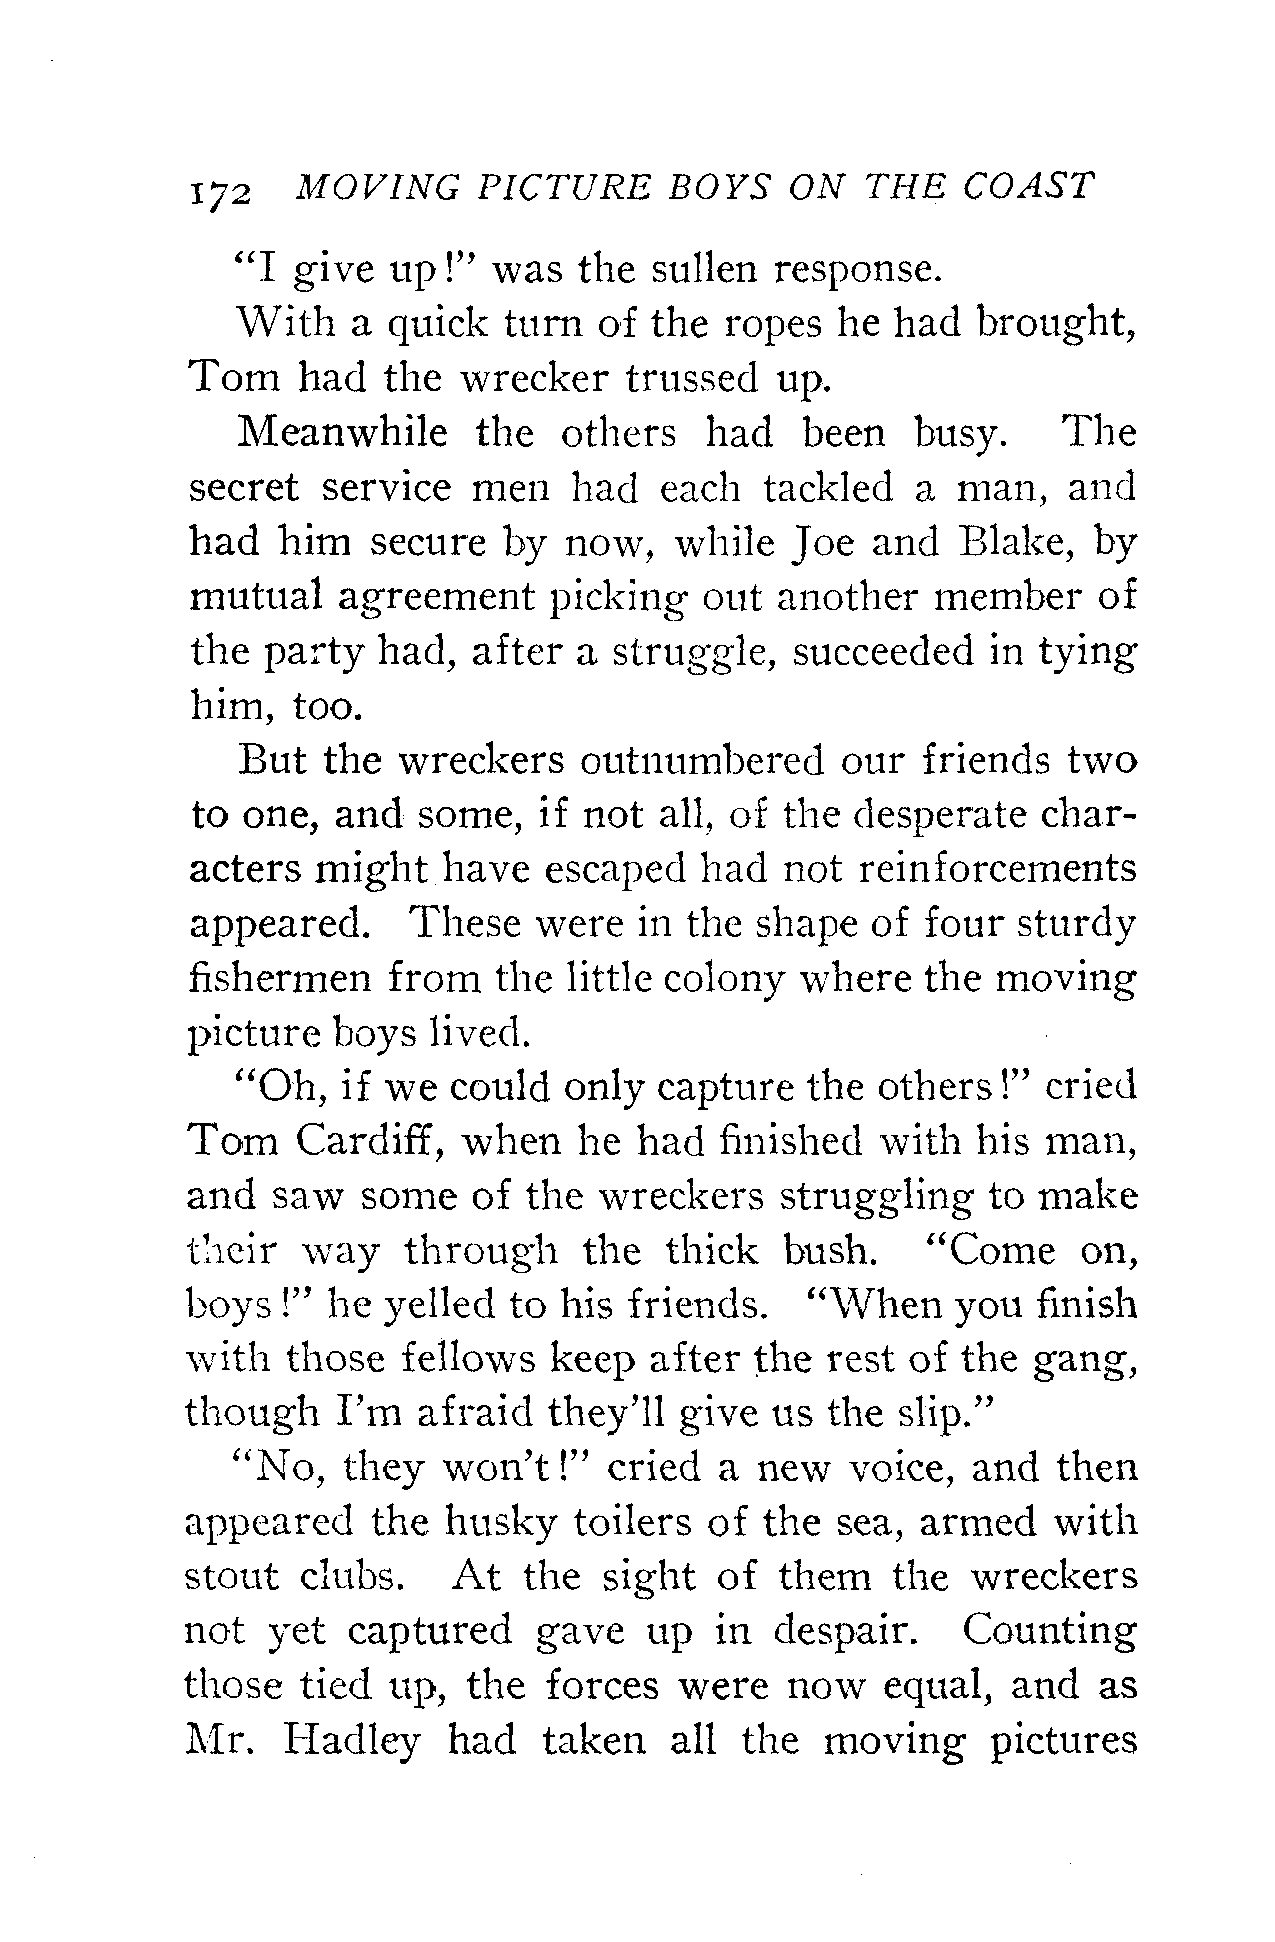 172 MOVING PICTURE BOYS ON THE COAST
“I give up!” was the sullen response.
With a quick turn of the ropes he had brought,
Tom had the wrecker trussed up.
Meanwhile the others had been busy. The
secret service men had each tackled a man, and
had him secure by now, while Joe and Blake, by
mutual agreement picking out another member of
the party had, after a struggle, succeeded in tying
him, too.
But the wreckers outnumbered our friends two
to one, and some, if not all, of the desperate char-
acters might have escaped had not reinforcements
appeared. These were in the shape of four sturdy
fishermen from the little colony where the moving
picture boys lived.
“Oh, if we could only capture the others!” cried
Tom Cardiff, when he had finished with his man,
and saw some of the wreckers struggling to make
their way through the thick bush. “Come on,
boys!” he yelled to his friends. “When you finish
with those fellows keep after the rest of the gang,
though I’m afraid they’ll give us the slip.”
“No, they won’t!” cried a new voice, and then
appeared the husky toilers of the sea, armed with
stout clubs. At the sight of them the wreckers
not yet captured gave up in despair. Counting
those tied up, the forces were now equal, and as
Mr. Hadley had taken all the moving pictures